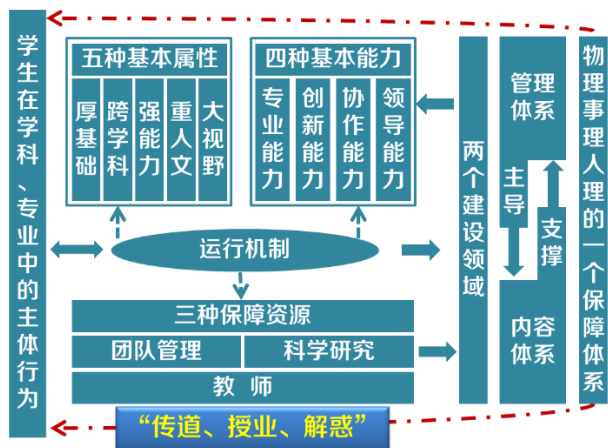 学生在学科、专业中的主体行为
五种基本属性
厚基础
跨学科
强能力
重人文
大视野
四种基本能力
专业能力
创新能力
协作能力
领导能力
运行机制
三种保障资源
团队管理
科学研究
教 师
“传道、授业、解惑”
两个建设领域
管理
体系
主导
支撑
内容
体系
物理事理人理的一个保障体系